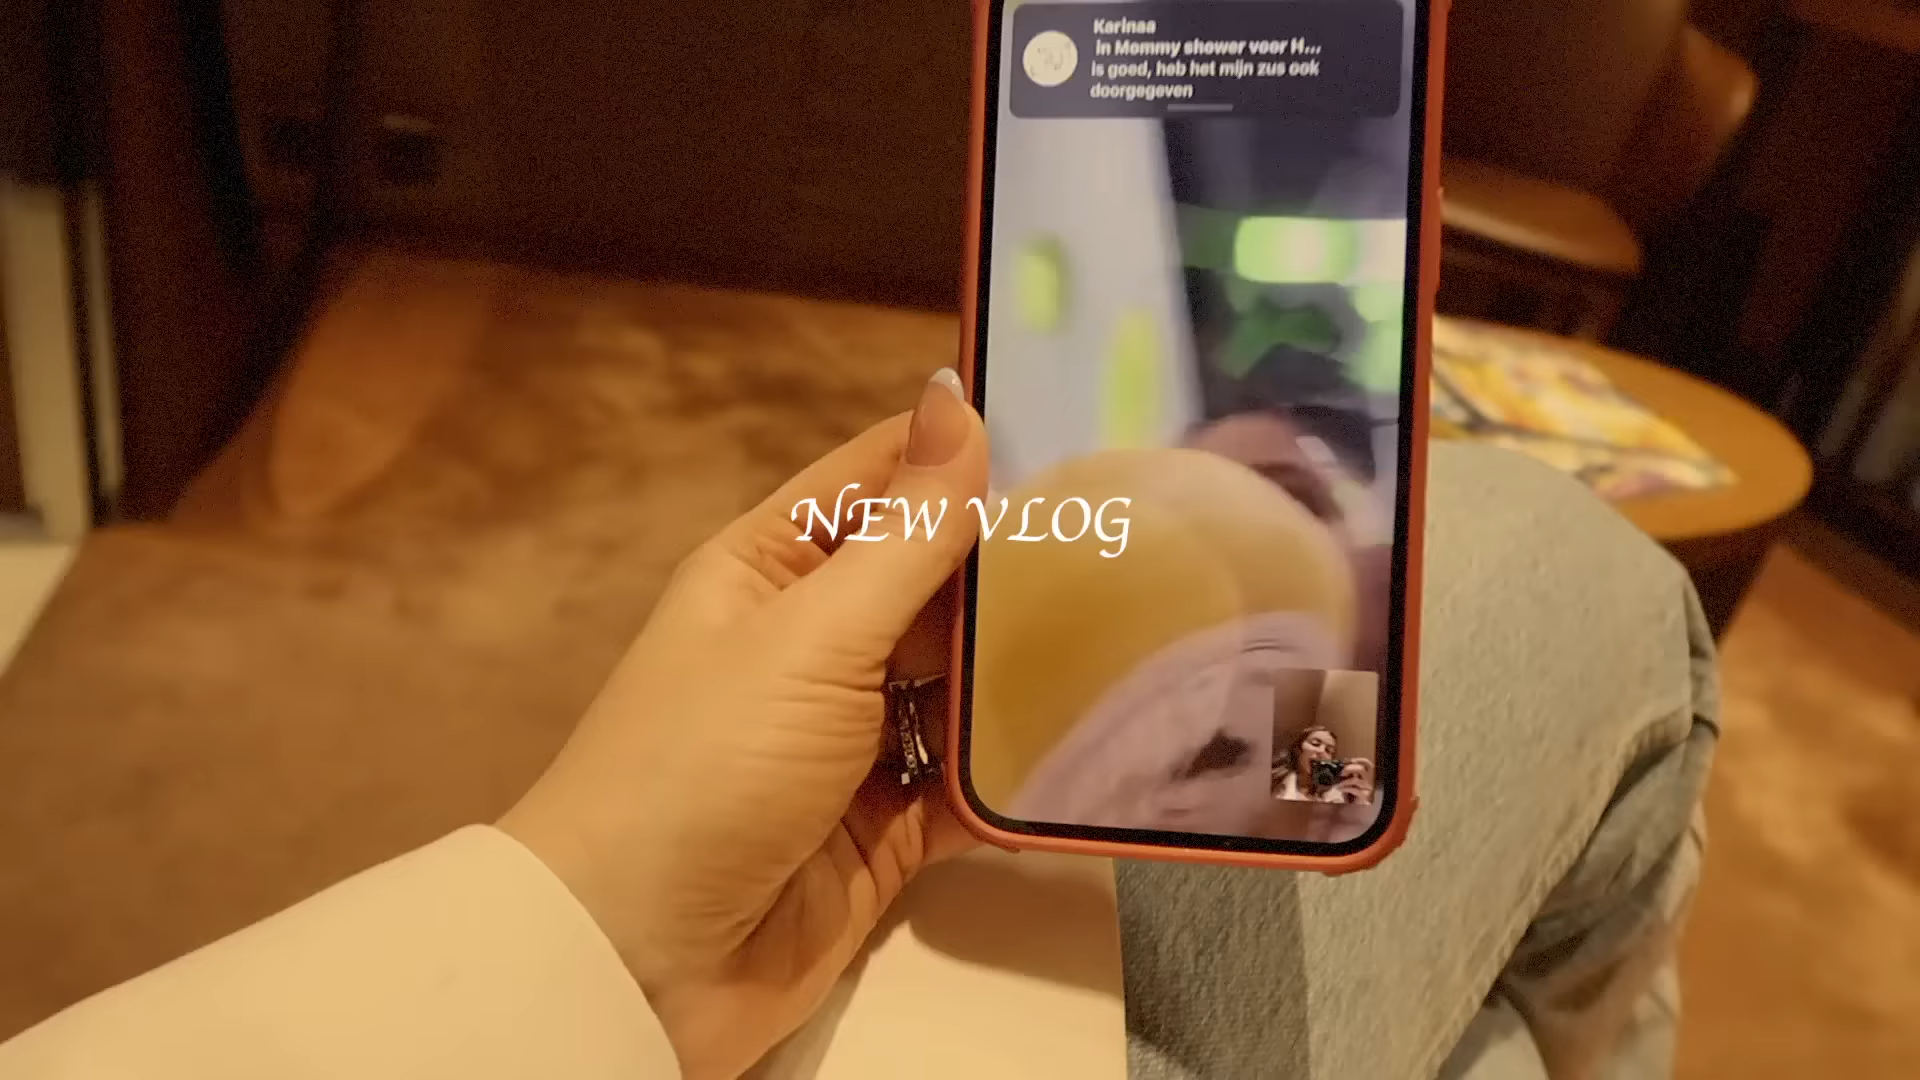 Karinaa
In Mommy shower voor H...
Is goed, heb het mijn zus ook
doorgegeven
NEW VLOG